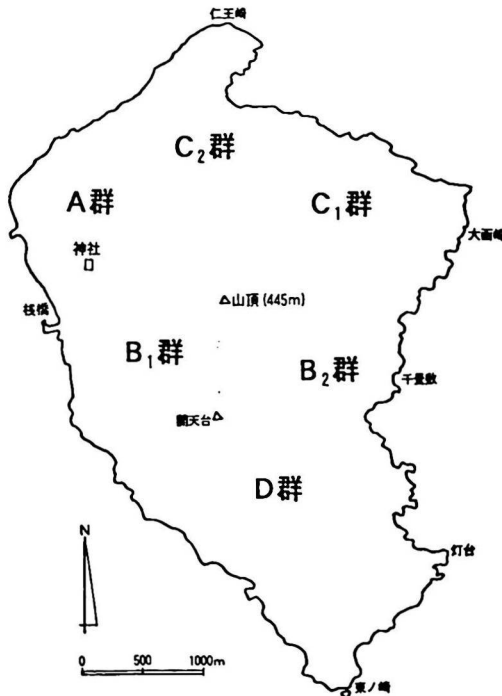 仁王崎
C₂群
A群
C₁群
神社
大函崎
山頂 (445m)
桟橋
B₁群
B₂群
千畳敷
D群
灯台
N
0 500 1000m
東ノ崎